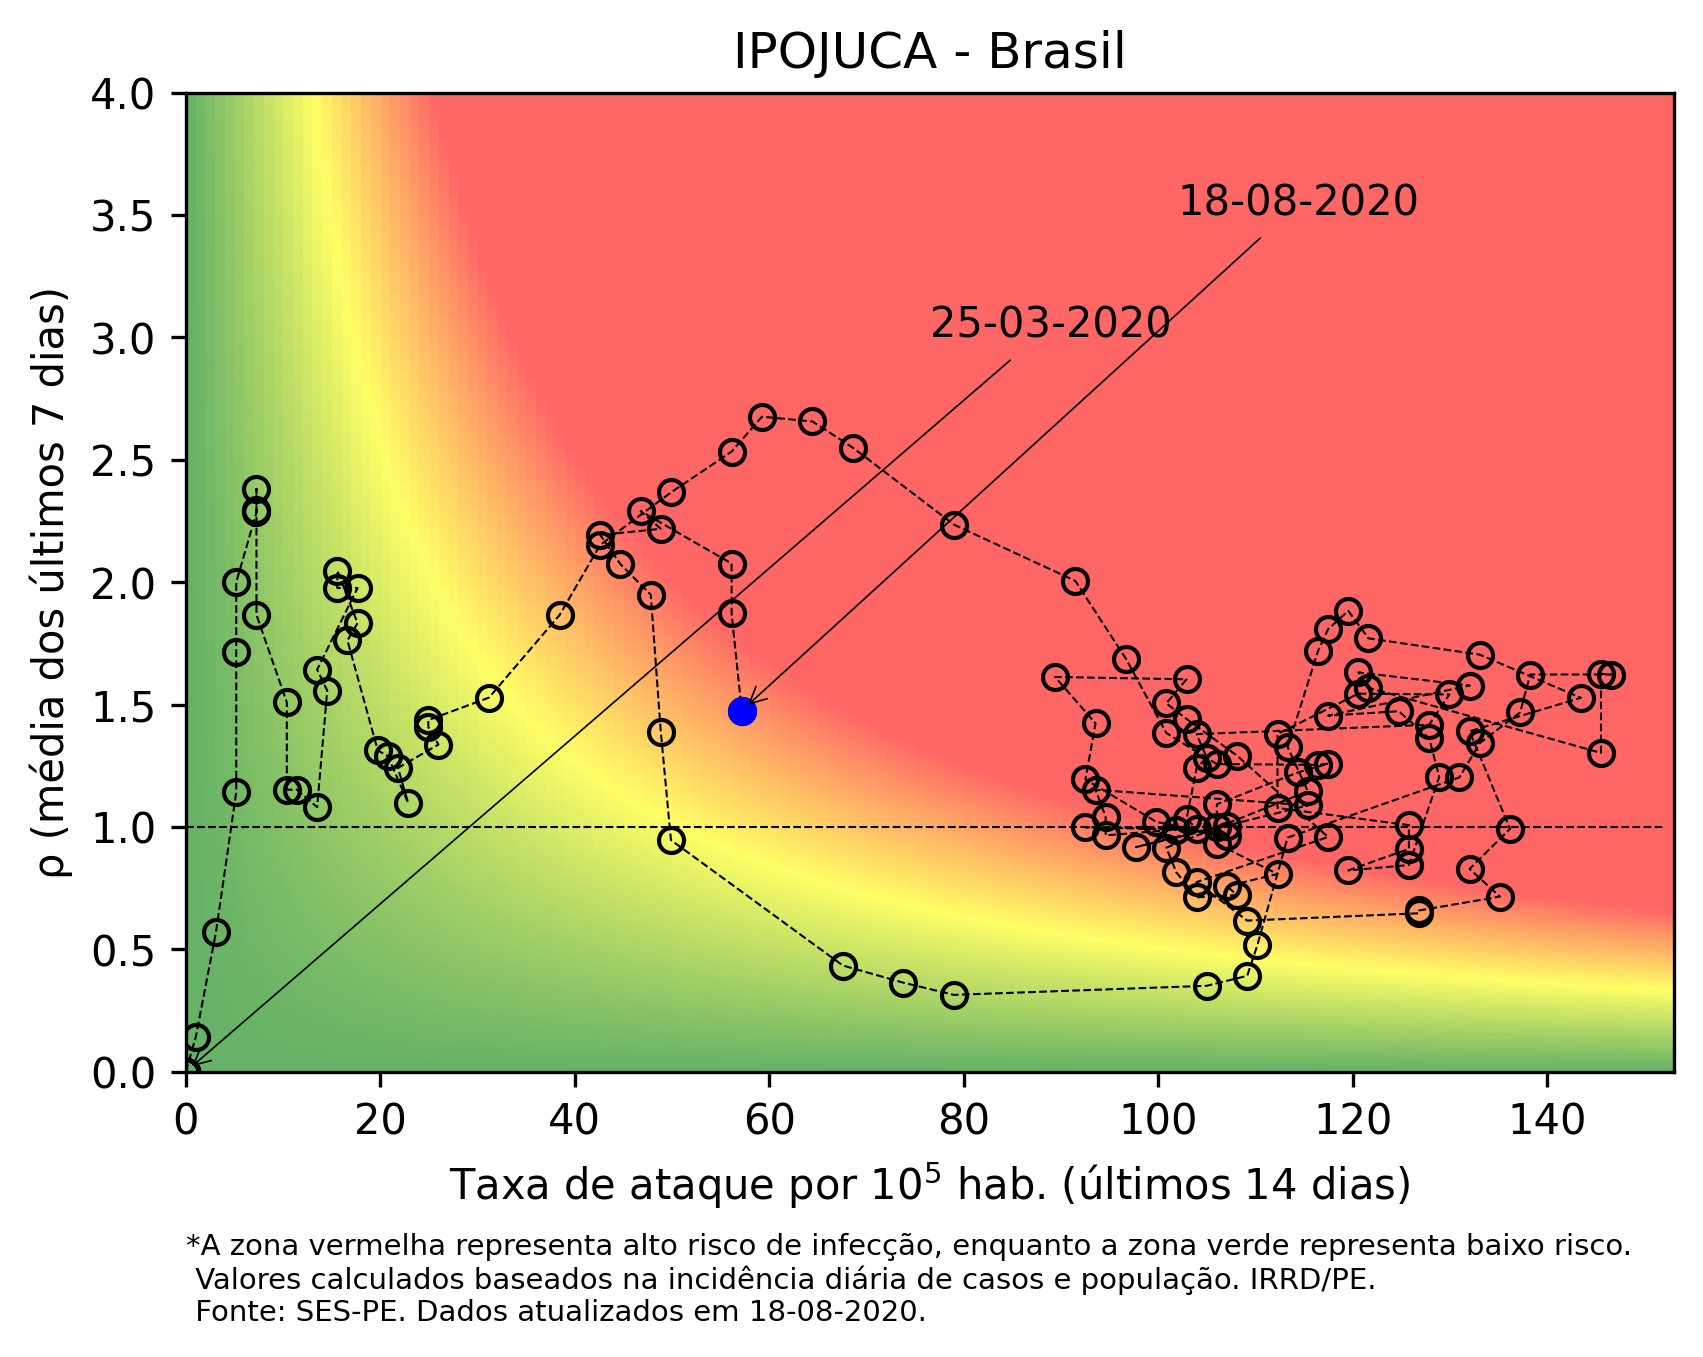 IPOJUCA - Brasil
4.0
3.5
3.0
2.5
2.0
1.5
1.0
0.5
0.0
ρ (média dos últimos 7 dias)
18-08-2020
25-03-2020
0 20 40 60 80 100 120 140
Taxa de ataque por 10⁵ hab. (últimos 14 dias)
*A zona vermelha representa alto risco de infecção, enquanto a zona verde representa baixo risco.
Valores calculados baseados na incidência diária de casos e população. IRRD/PE.
Fonte: SES-PE. Dados atualizados em 18-08-2020.